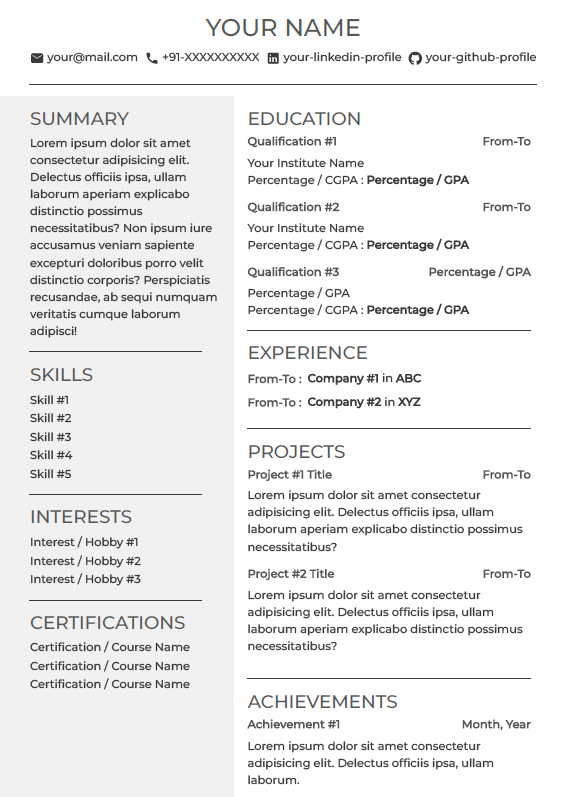 YOUR NAME
your@mail.com +91-XXXXXXXXXX your-linkedin-profile your-github-profile
SUMMARY
Lorem ipsum dolor sit amet
consectetur adipisicing elit.
Delectus officiis ipsa, ullam
laborum aperiam explicabo
distinctio possimus
necessitatibus? Non ipsum iure
accusamus veniam sapiente
excepturi doloribus porro velit
distinctio corporis? Perspiciatis
recusandae, ab sequi numquam
veritatis cumque laborum
adipisci!
SKILLS
Skill #1
Skill #2
Skill #3
Skill #4
Skill #5
INTERESTS
Interest / Hobby #1
Interest / Hobby #2
Interest / Hobby #3
CERTIFICATIONS
Certification / Course Name
Certification / Course Name
Certification / Course Name
EDUCATION
Qualification #1 From-To
Your Institute Name
Percentage / CGPA : Percentage / GPA
Qualification #2 From-To
Your Institute Name
Percentage / CGPA : Percentage / GPA
Qualification #3 Percentage / GPA
Percentage / GPA
Percentage / CGPA : Percentage / GPA
EXPERIENCE
From-To : Company #1 in ABC
From-To : Company #2 in XYZ
PROJECTS
Project #1 Title From-To
Lorem ipsum dolor sit amet consectetur
adipisicing elit. Delectus officiis ipsa, ullam
laborum aperiam explicabo distinctio possimus
necessitatibus?
Project #2 Title From-To
Lorem ipsum dolor sit amet consectetur
adipisicing elit. Delectus officiis ipsa, ullam
laborum aperiam explicabo distinctio possimus
necessitatibus?
ACHIEVEMENTS
Achievement #1 Month, Year
Lorem ipsum dolor sit amet consectetur
adipisicing elit. Delectus officiis ipsa, ullam
laborum.